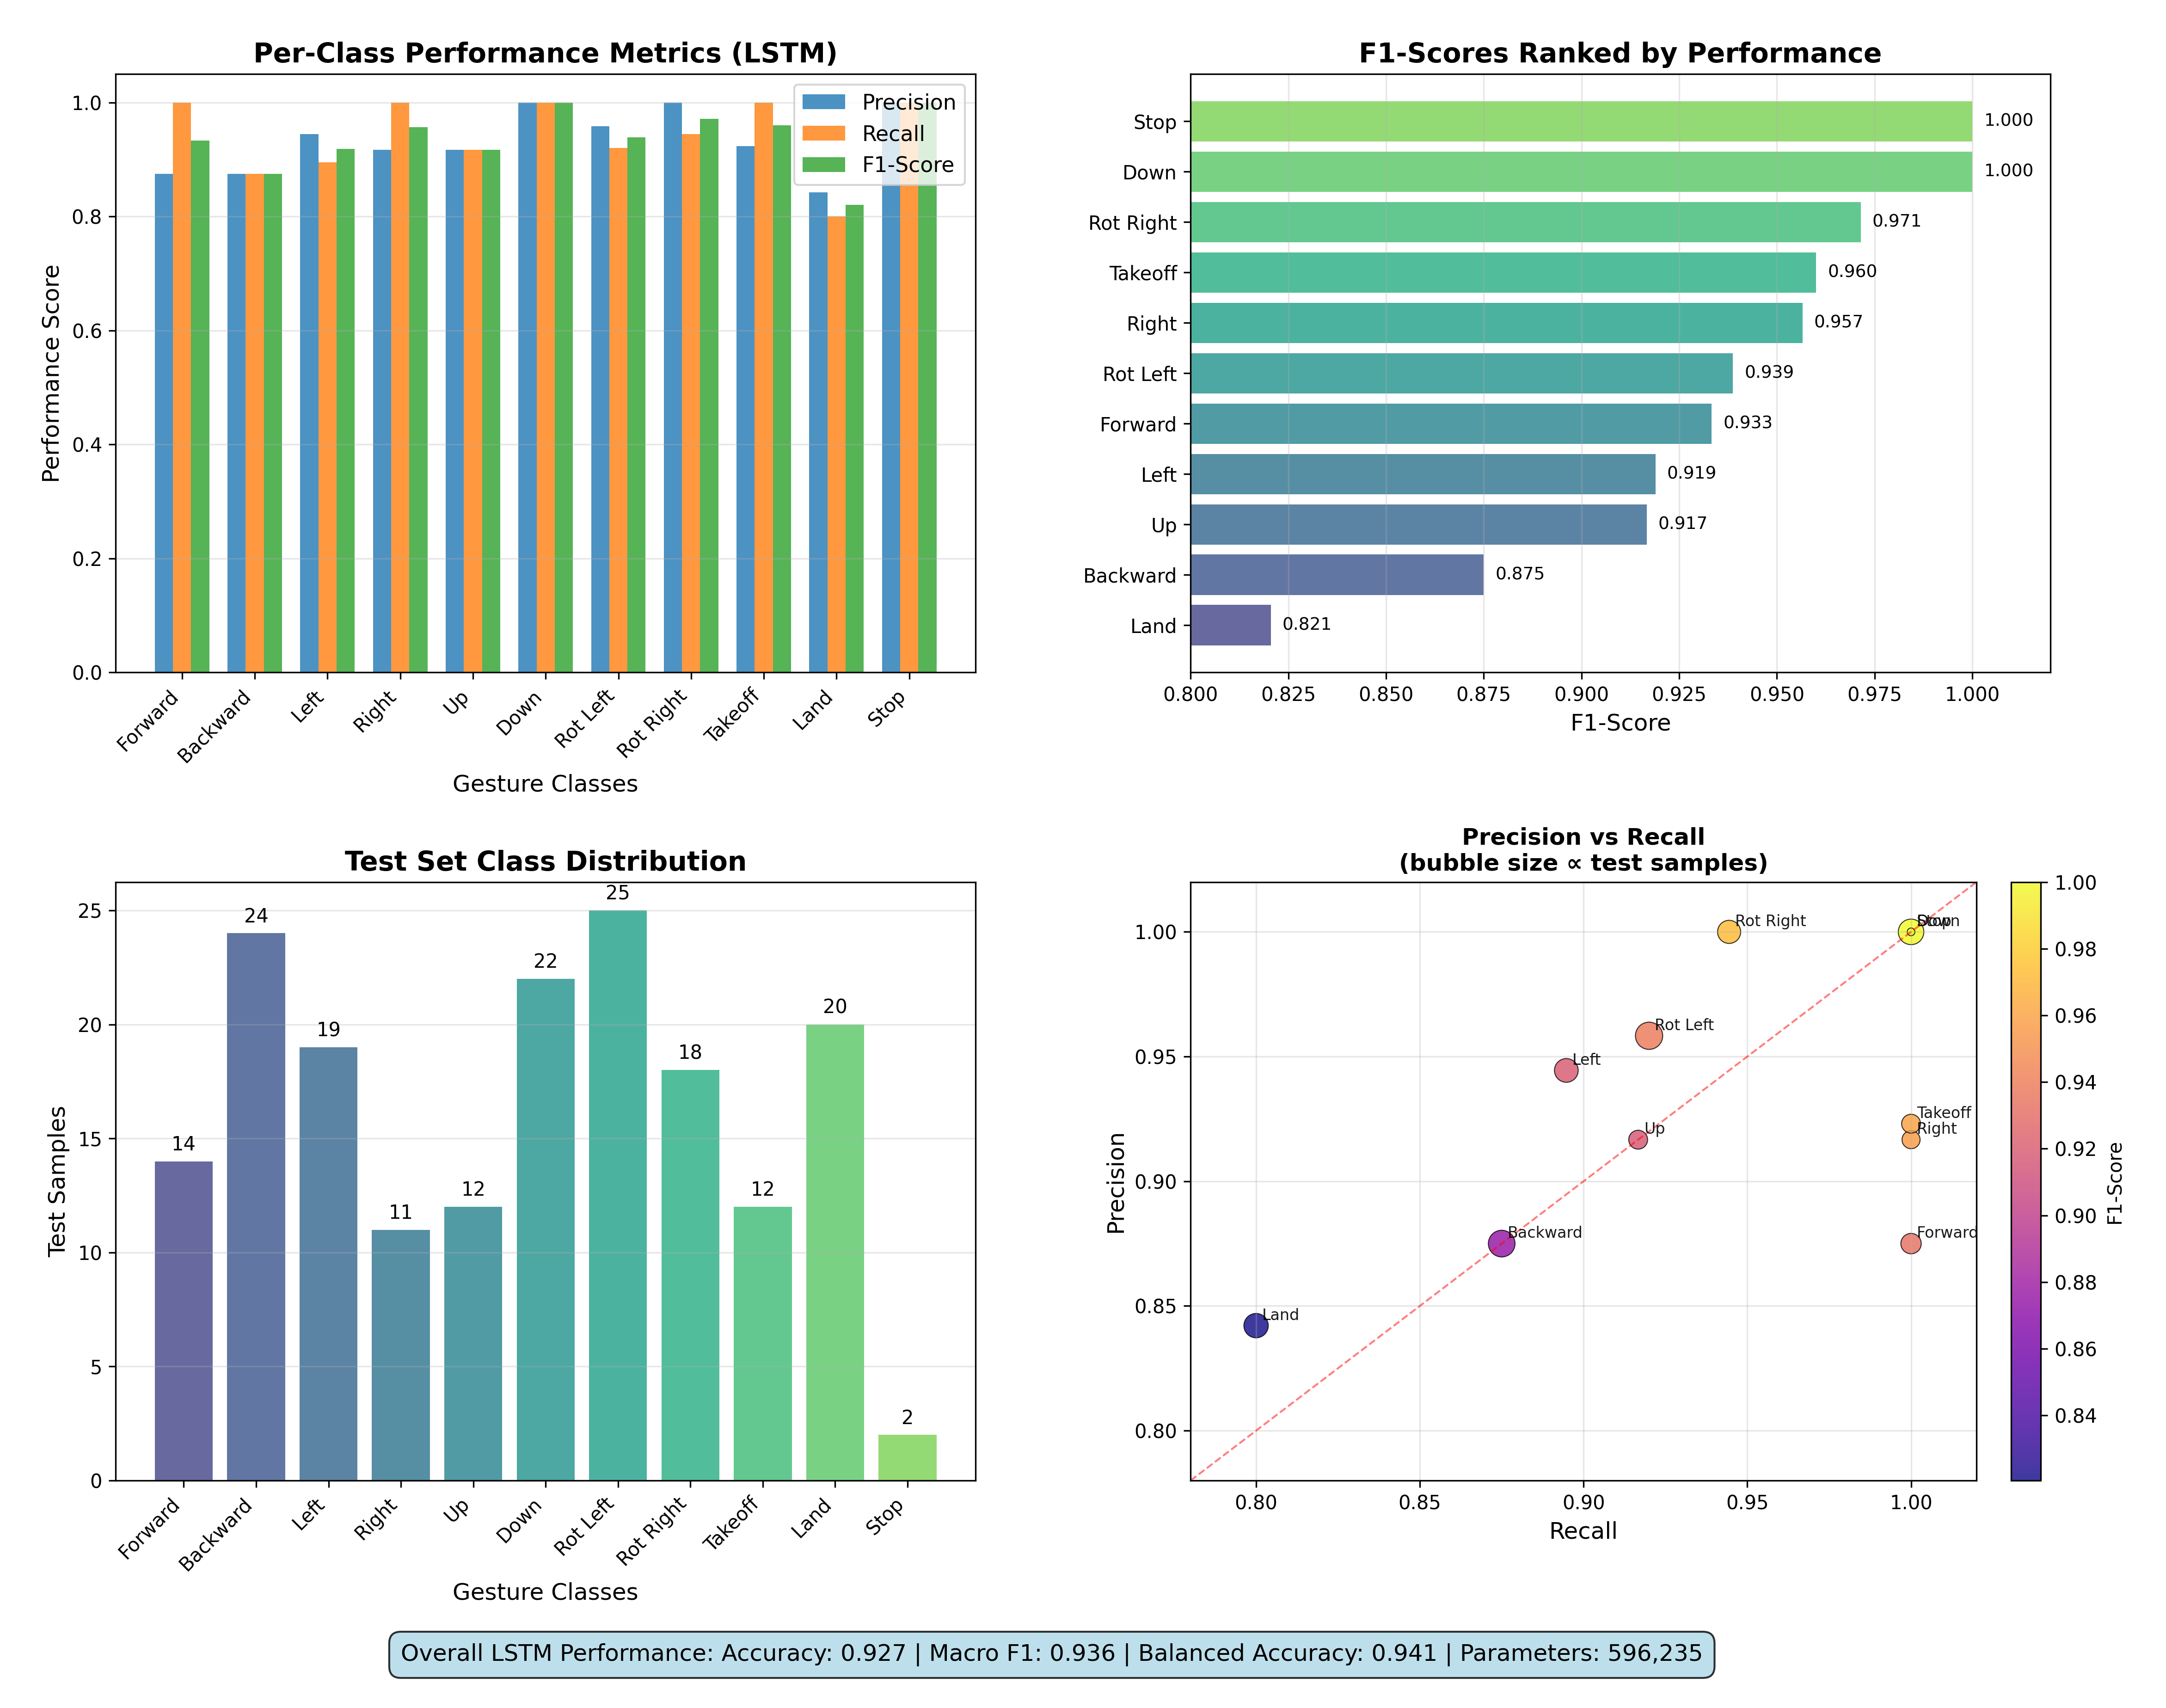 Per-Class Performance Metrics (LSTM)
Performance Score
1.0
0.8
0.6
0.4
0.2
0.0
Precision
Recall
F1-Score
Forward
Backward
Left
Right
Up
Down
Rot Left
Rot Right
Takeoff
Land
Stop
Gesture Classes
F1-Scores Ranked by Performance
Stop
Down
Rot Right
Takeoff
Right
Rot Left
Forward
Left
Up
Backward
Land
1.000
1.000
0.971
0.960
0.957
0.939
0.933
0.919
0.917
0.875
0.821
0.800
0.825
0.850
0.875
0.900
0.925
0.950
0.975
1.000
F1-Score
Test Set Class Distribution
Test Samples
25
20
15
10
5
0
14
24
19
11
12
22
25
18
12
20
2
Forward
Backward
Left
Right
Up
Down
Rot Left
Rot Right
Takeoff
Land
Stop
Gesture Classes
Precision vs Recall
(bubble size ∝ test samples)
Precision
1.00
0.95
0.90
0.85
0.80
Rot Right
Down
Stop
Rot Left
Left
Takeoff
Right
Up
Backward
Forward
Land
0.80
0.85
0.90
0.95
1.00
Recall
1.00
0.98
0.96
0.94
0.92
0.90
0.88
0.86
0.84
F1-Score
Overall LSTM Performance: Accuracy: 0.927 | Macro F1: 0.936 | Balanced Accuracy: 0.941 | Parameters: 596,235